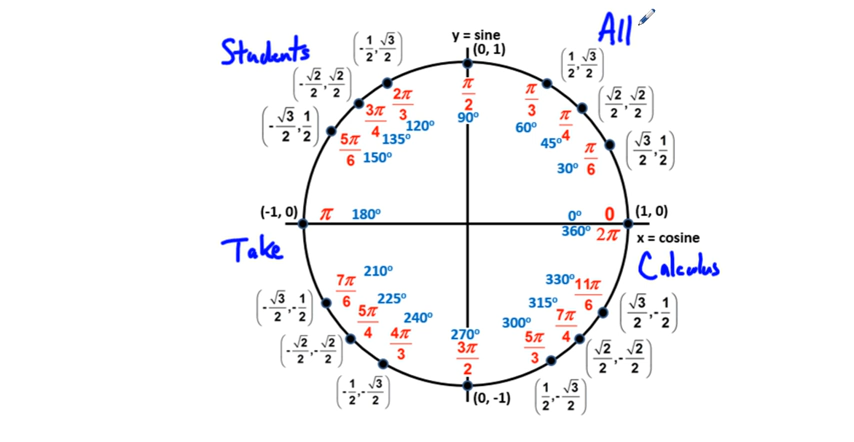 y = sine
(0, 1)
All
Students
(-1/2, √3/2)
(1/2, √3/2)
(-√2/2, √2/2)
(√2/2, √2/2)
(-√3/2, 1/2)
(√3/2, 1/2)
π/2
90°
2π/3
120°
π/3
60°
3π/4
135°
π/4
45°
5π/6
150°
π/6
30°
(-1, 0)
π
180°
0°
0
(1, 0)
360°
2π
x = cosine
Take
Calculus
210°
7π/6
330°
11π/6
225°
5π/4
315°
7π/4
240°
4π/3
300°
5π/3
270°
3π/2
(-√3/2, -1/2)
(√3/2, -1/2)
(-√2/2, -√2/2)
(√2/2, -√2/2)
(-1/2, -√3/2)
(1/2, -√3/2)
(0, -1)